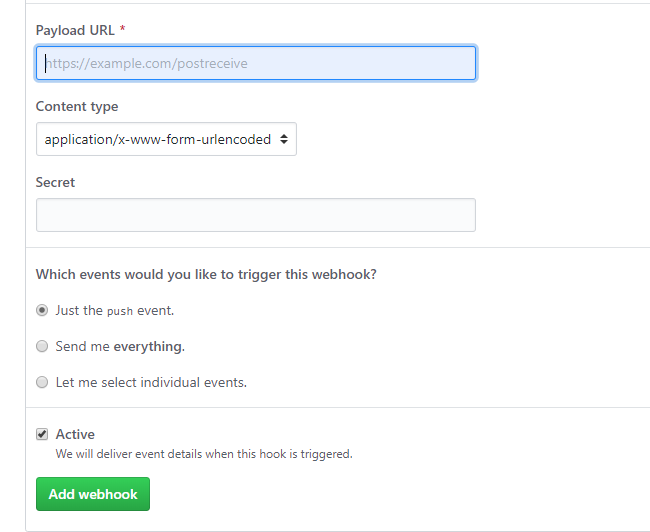 Payload URL *
https://example.com/postreceive
Content type
application/x-www-form-urlencoded
Secret
Which events would you like to trigger this webhook?
Just the push event.
Send me everything.
Let me select individual events.
Active
We will deliver event details when this hook is triggered.
Add webhook